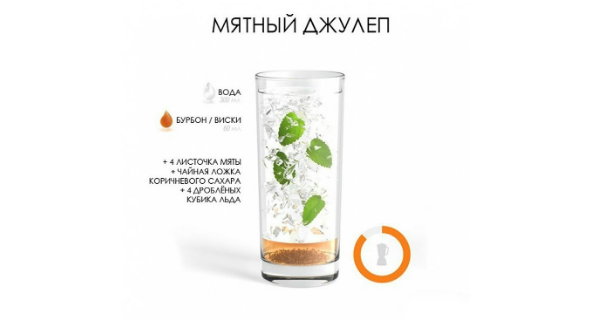 МЯТНЫЙ ДЖУЛЕП
ВОДА
БУРБОН / ВИСКИ
+ 4 ЛИСТОЧКА МЯТЫ
+ ЧАЙНАЯ ЛОЖКА
КОРИЧНЕВОГО САХАРА
+ 4 ДРОБЛЁНЫХ
КУБИКА ЛЬДА